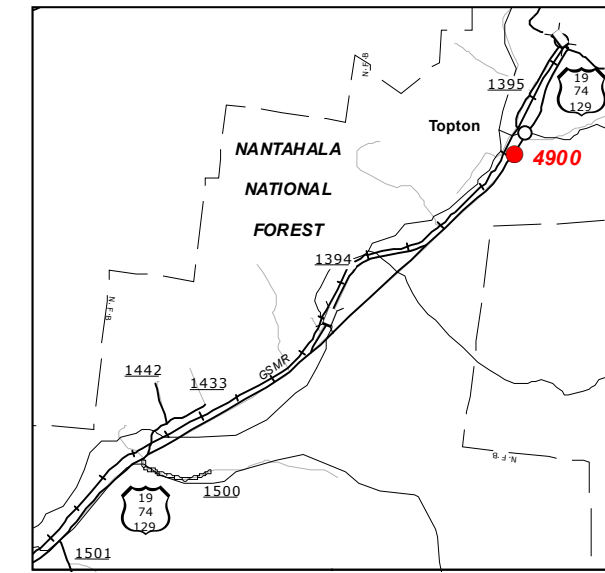 N.F.B
1395
19
74
129
Topton
4900
NANTAHALA
NATIONAL
FOREST
1394
N.F.B
GSMR
1442
1433
N.F.B
1500
19
74
129
1501